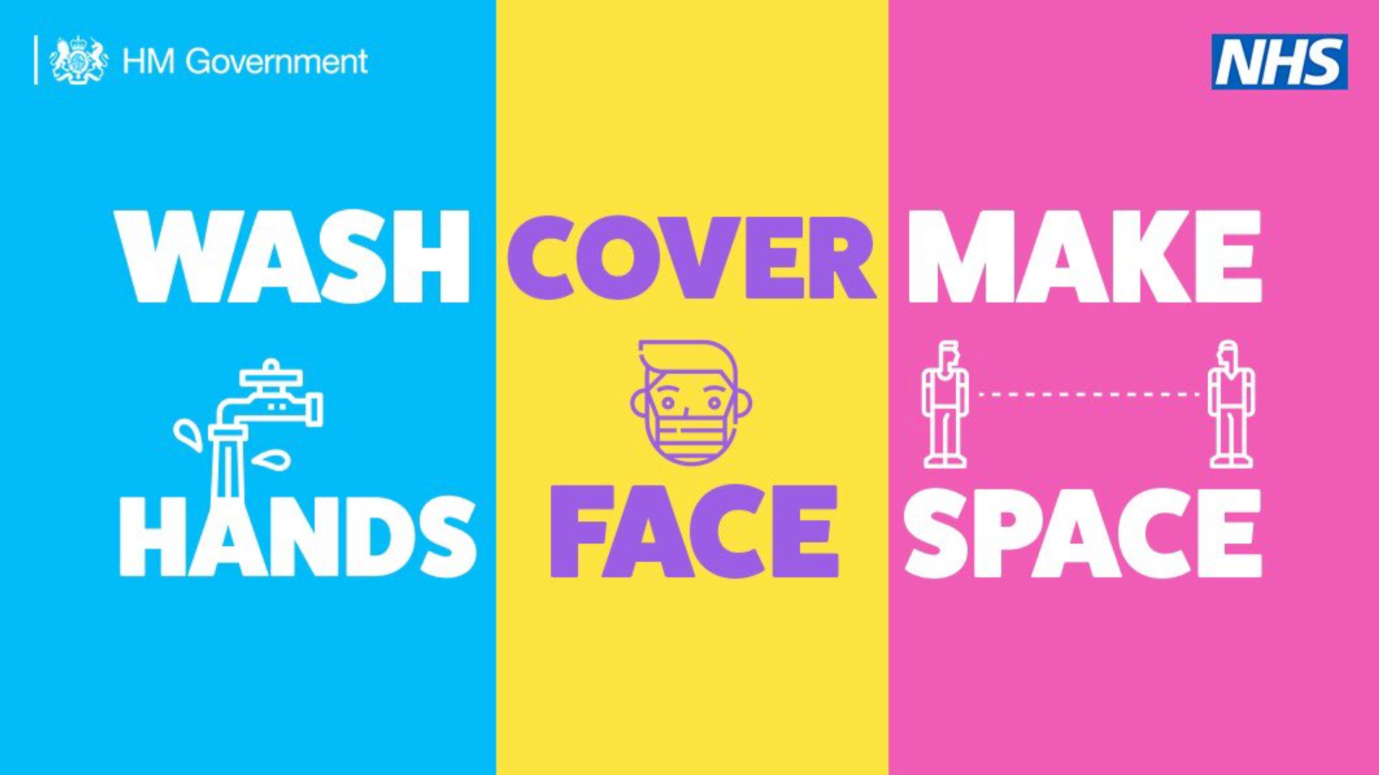 HM Government
NHS
WASH
HANDS
COVER
FACE
MAKE
SPACE